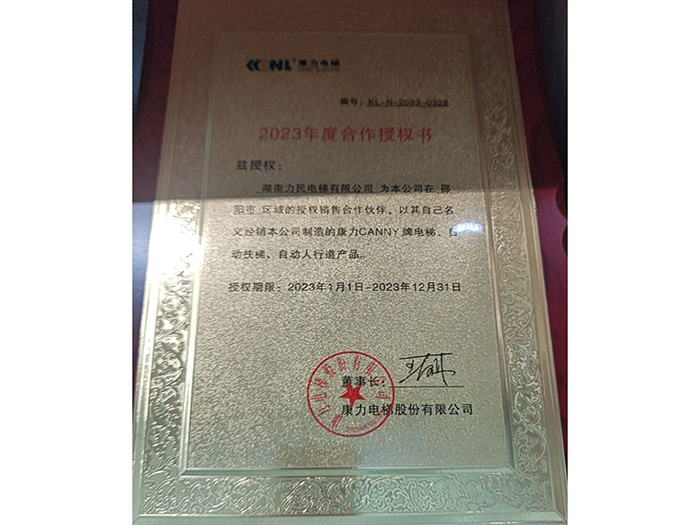 康力电梯
编号：KL-N-2023-0328
2023年度合作授权书
兹授权：
湖南力民电梯有限公司 为本公司在 邵
阳市 区域的授权销售合作伙伴、以其自己名
义经销本公司制造的康力CANNY 牌电梯、自
动扶梯、自动人行道产品。
授权期限：2023年1月1日-2023年12月31日
董事长：
康力电梯股份有限公司